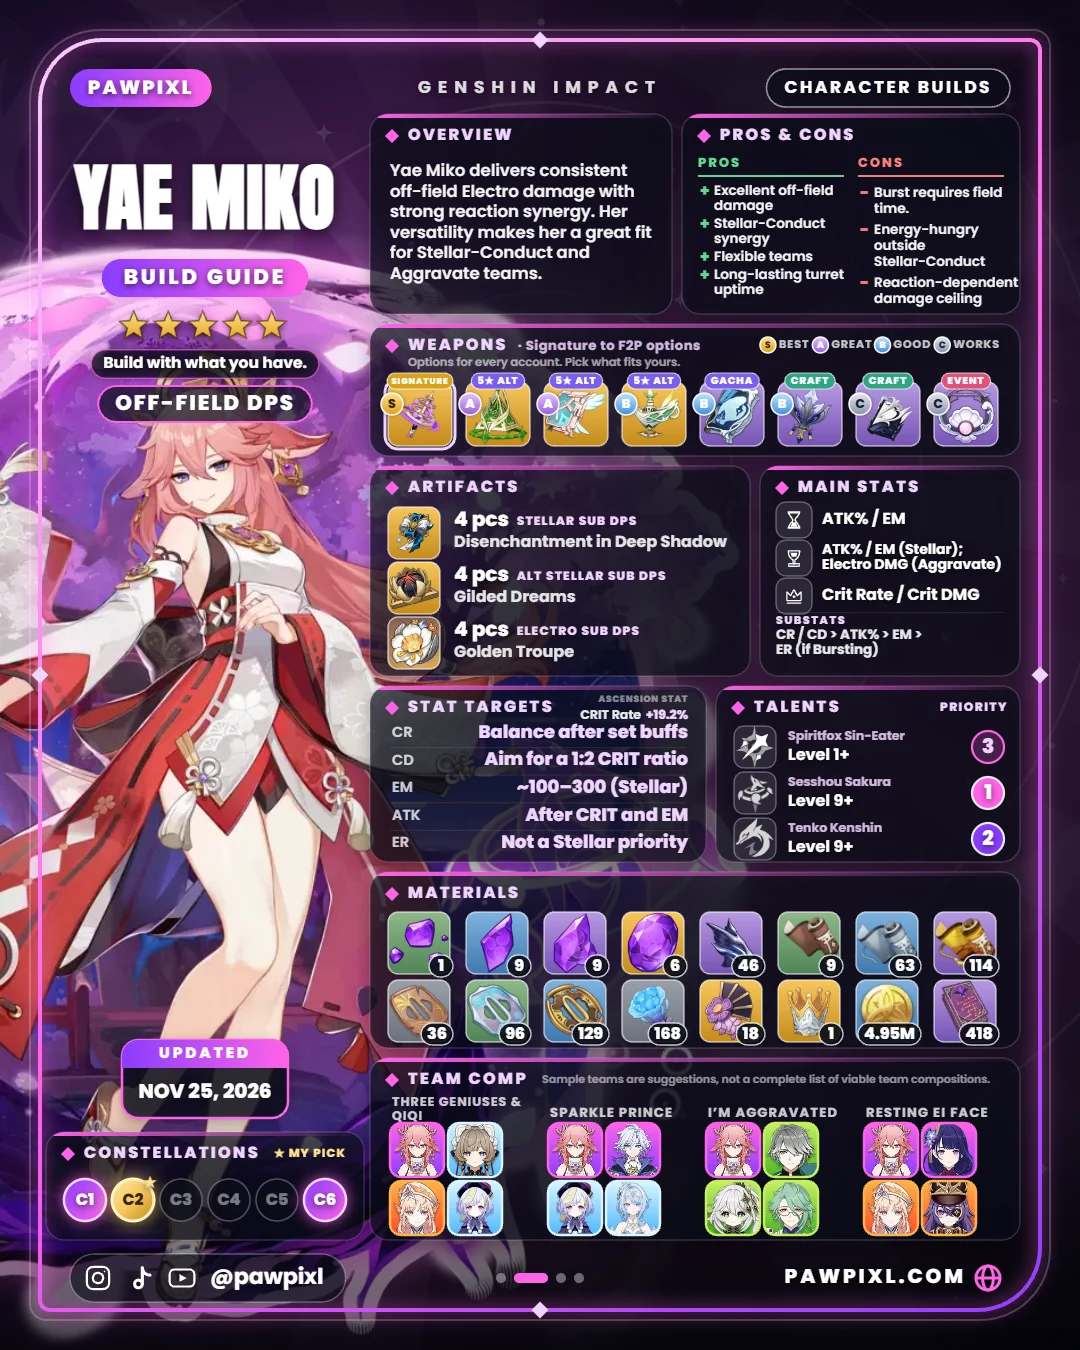 PAWPIXL
GENSHIN IMPACT
CHARACTER BUILDS
YAE MIKO
BUILD GUIDE
Build with what you have.
OFF-FIELD DPS
OVERVIEW
Yae Miko delivers consistent
off-field Electro damage with
strong reaction synergy. Her
versatility makes her a great fit
for Stellar-Conduct and
Aggravate teams.
PROS & CONS
PROS
+ Excellent off-field
damage
+ Stellar-Conduct
synergy
+ Flexible teams
+ Long-lasting turret
uptime
CONS
– Burst requires field
time.
– Energy-hungry
outside
Stellar-Conduct
– Reaction-dependent
damage ceiling
WEAPONS · Signature to F2P options
S BEST A GREAT B GOOD C WORKS
Options for every account. Pick what fits yours.
SIGNATURE 5★ ALT 5★ ALT 5★ ALT GACHA CRAFT CRAFT EVENT
S A A B B B C C
ARTIFACTS
4 pcs STELLAR SUB DPS
Disenchantment in Deep Shadow
4 pcs ALT STELLAR SUB DPS
Gilded Dreams
4 pcs ELECTRO SUB DPS
Golden Troupe
MAIN STATS
ATK% / EM
ATK% / EM (Stellar);
Electro DMG (Aggravate)
Crit Rate / Crit DMG
SUBSTATS
CR / CD > ATK% > EM >
ER (if Bursting)
STAT TARGETS
ASCENSION STAT
CRIT Rate +19.2%
CR Balance after set buffs
CD Aim for a 1:2 CRIT ratio
EM ~100–300 (Stellar)
ATK After CRIT and EM
ER Not a Stellar priority
TALENTS PRIORITY
Spiritfox Sin-Eater
Level 1+ 3
Sesshou Sakura
Level 9+ 1
Tenko Kenshin
Level 9+ 2
MATERIALS
1 9 9 6 46 9 63 114
36 96 129 168 18 1 4.95M 418
TEAM COMP Sample teams are suggestions, not a complete list of viable team compositions.
THREE GENIUSES &
QIQI
SPARKLE PRINCE
I'M AGGRAVATED
RESTING EI FACE
UPDATED
NOV 25, 2026
CONSTELLATIONS ★ MY PICK
C1 C2 C3 C4 C5 C6
@pawpixl
PAWPIXL.COM